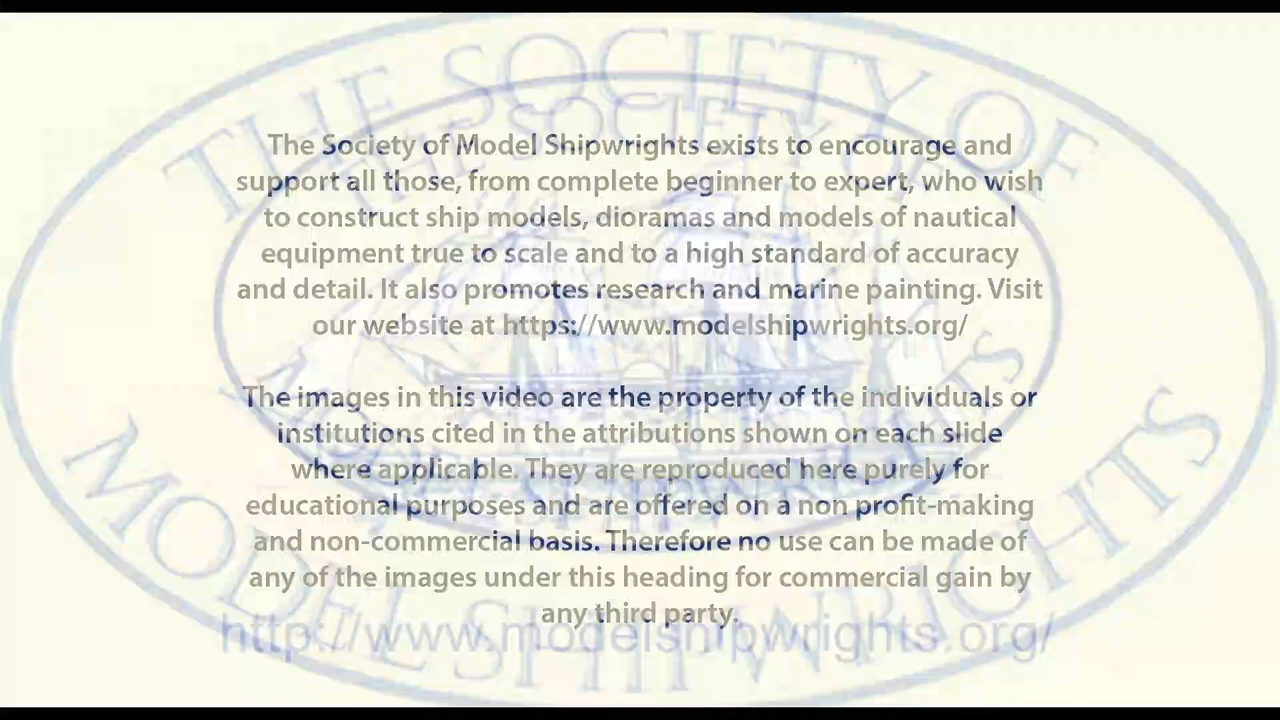 THE SOCIETY OF
The Society of Model Shipwrights exists to encourage and
support all those, from complete beginner to expert, who wish
to construct ship models, dioramas and models of nautical
equipment true to scale and to a high standard of accuracy
and detail. It also promotes research and marine painting. Visit
our website at https://www.modelshipwrights.org/
The images in this video are the property of the individuals or
institutions cited in the attributions shown on each slide
where applicable. They are reproduced here purely for
educational purposes and are offered on a non profit-making
and non-commercial basis. Therefore no use can be made of
any of the images under this heading for commercial gain by
any third party.
MODEL SHIPWRIGHTS
http://www.modelshipwrights.org/